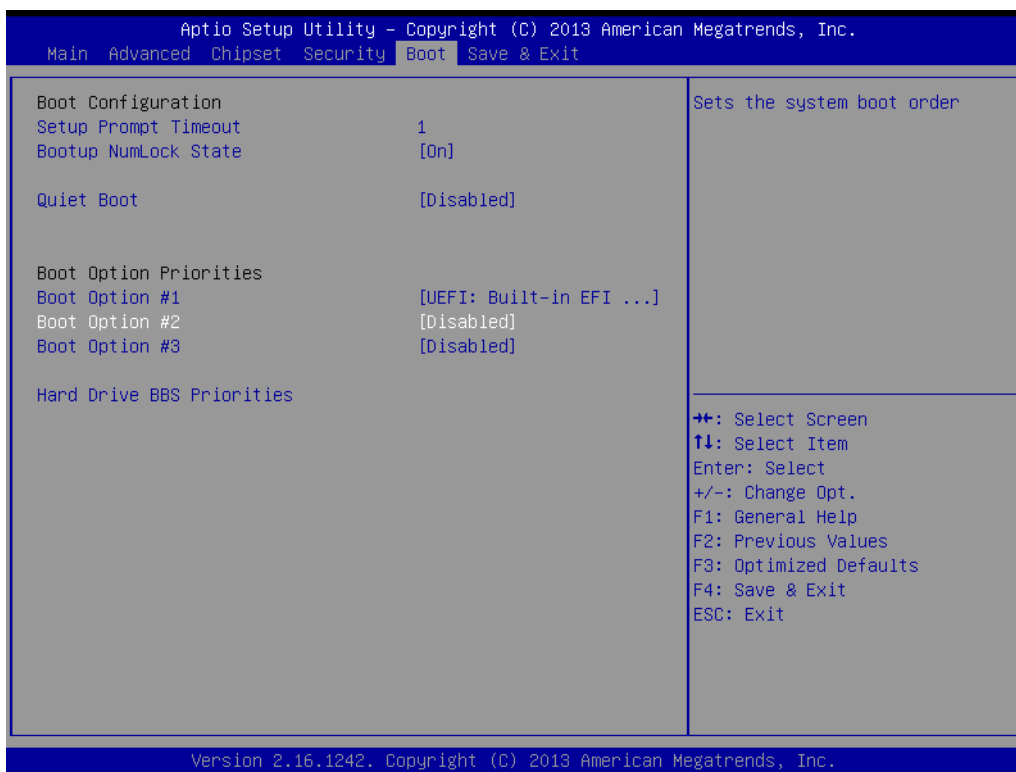 Aptio Setup Utility – Copyright (C) 2013 American Megatrends, Inc.
Main Advanced Chipset Security Boot Save & Exit
Boot Configuration
Setup Prompt Timeout 1
Bootup NumLock State [On]
Quiet Boot [Disabled]
Boot Option Priorities
Boot Option #1 [UEFI: Built-in EFI ...]
Boot Option #2 [Disabled]
Boot Option #3 [Disabled]
Hard Drive BBS Priorities
Sets the system boot order
→←: Select Screen
↑↓: Select Item
Enter: Select
+/-: Change Opt.
F1: General Help
F2: Previous Values
F3: Optimized Defaults
F4: Save & Exit
ESC: Exit
Version 2.16.1242. Copyright (C) 2013 American Megatrends, Inc.